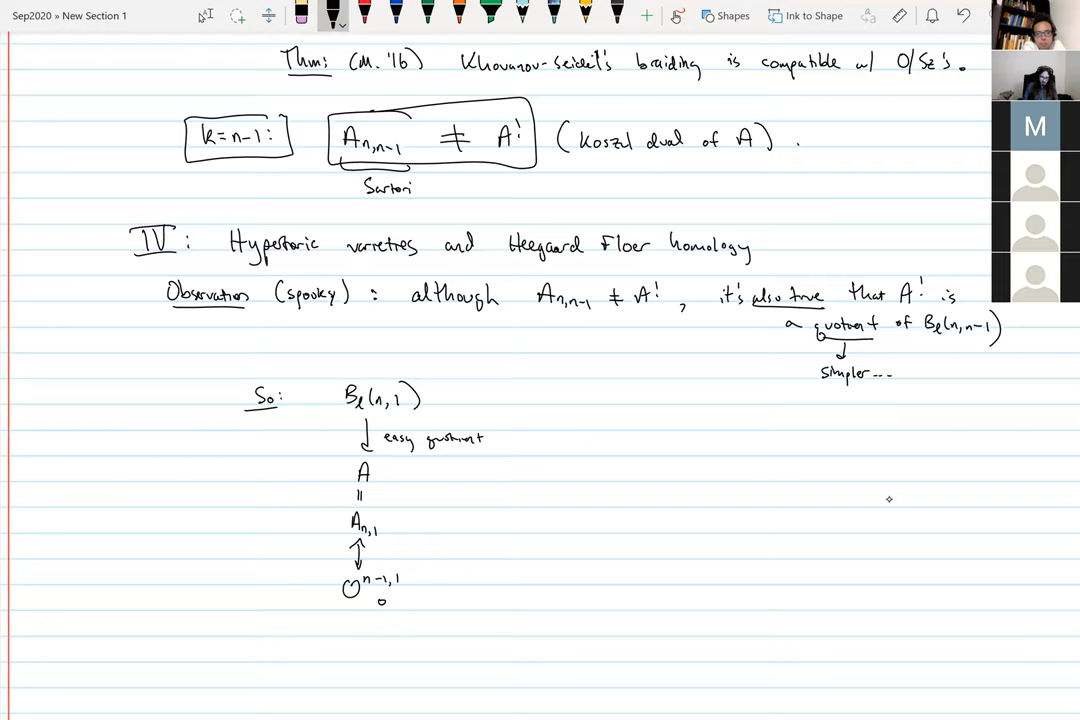 Sep2020 » New Section 1
Shapes
Ink to Shape
Thm: (M. '16) Khovanov-Seidel's braiding is compatible w/ O/Sz's.
k=n-1: A_{n,n-1} ≠ A^! (Koszul dual of A).
Sartori
M
IV: Hypertoric varieties and Heegaard Floer homology
Observation (spooky): although A_{n,n-1} ≠ A^!, it's also true that A^! is
a quotient of B_l(n,n-1)
↓
simpler...
So: B_l(n,1)
↓ easy quotient
A
=
A_{n,1}
↕
O_0^{n-1,1}